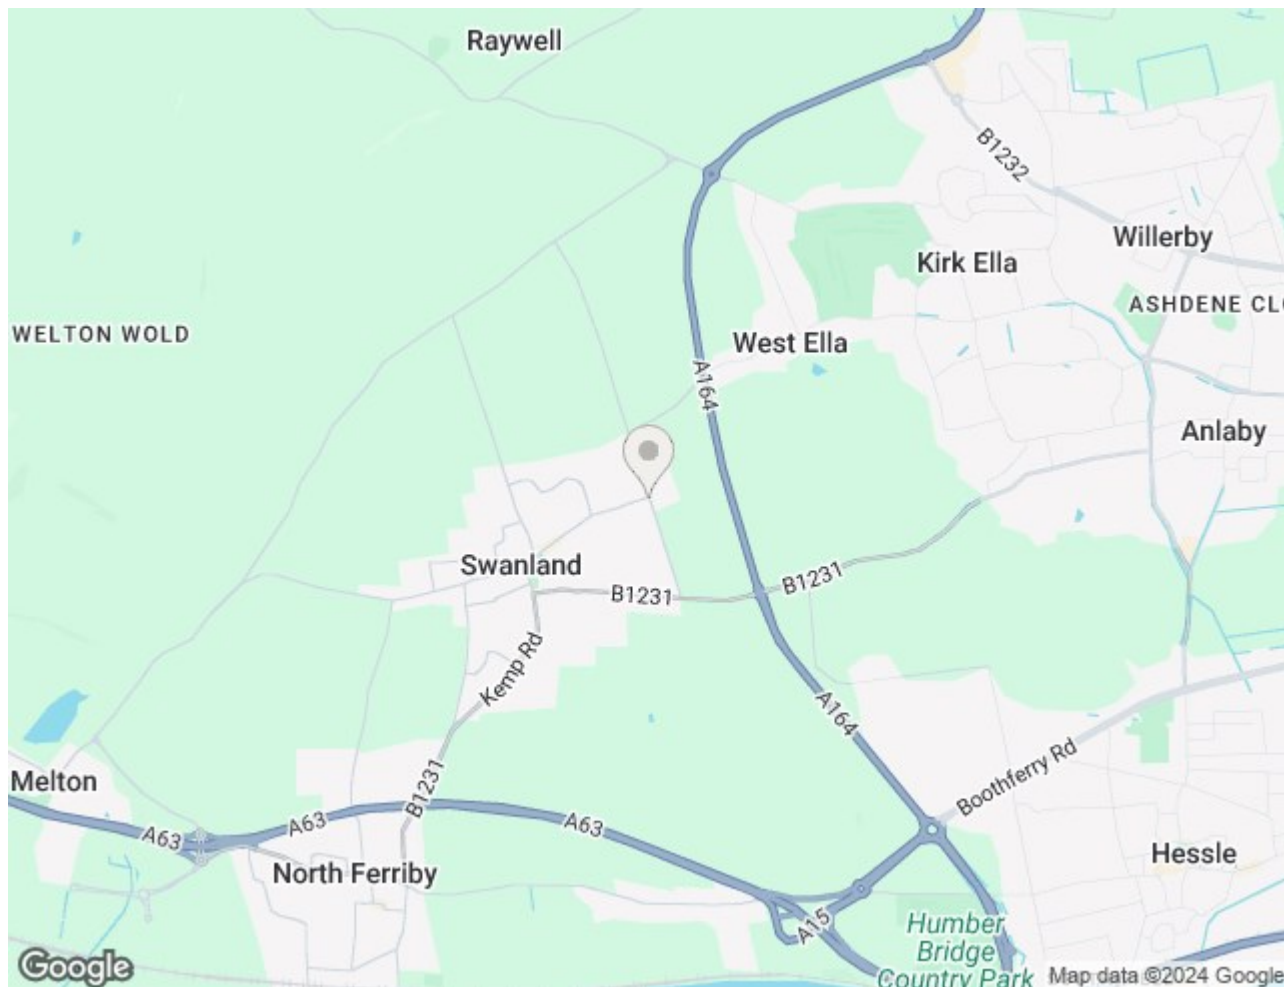 Raywell
B1232
Willerby
Kirk Ella
ASHDENE CLO
WELTON WOLD
West Ella
A164
Anlaby
Swanland
B1231
B1231
Kemp Rd
A164
Boothferry Rd
Melton
B1231
A63
A63
A63
North Ferriby
Hessle
A15
Humber
Bridge
Country Park
Google
Map data ©2024 Google